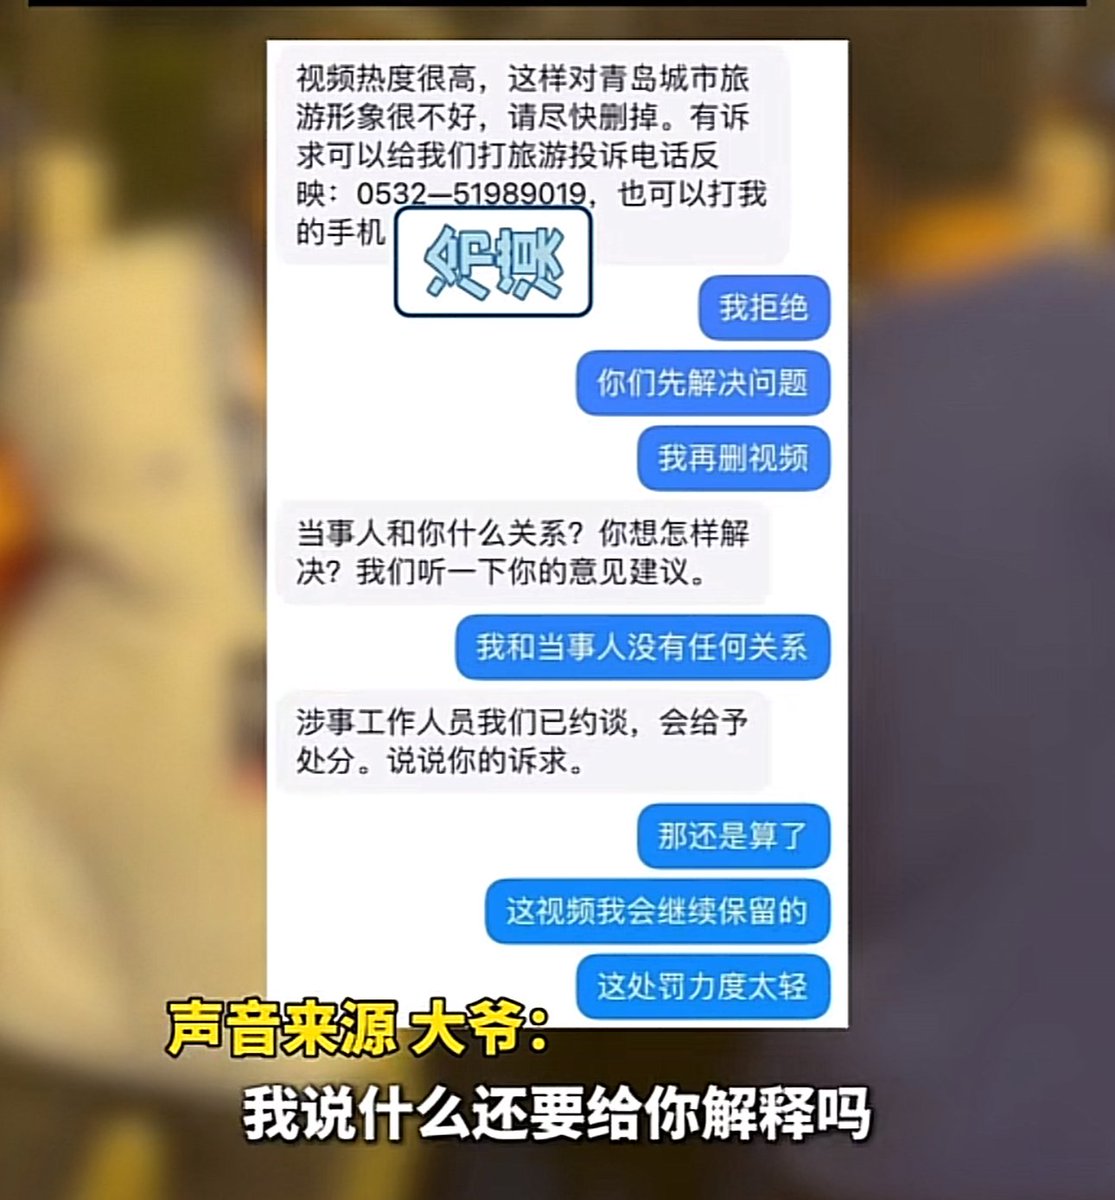 视频热度很高，这样对青岛城市旅
游形象很不好，请尽快删掉。有诉
求可以给我们打旅游投诉电话反
映：0532—51989019，也可以打我
的手机
冷漠
我拒绝
你们先解决问题
我再删视频
当事人和你什么关系？你想怎样解
决？我们听一下你的意见建议。
我和当事人没有任何关系
涉事工作人员我们已约谈，会给予
处分。说说你的诉求。
那还是算了
这视频我会继续保留的
这处罚力度太轻
声音来源 大爷：
我说什么还要给你解释吗